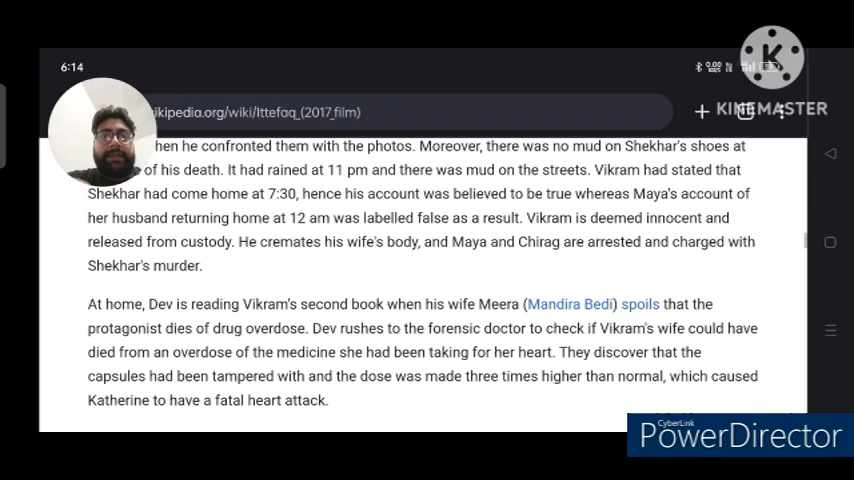 6:14
0.00
KINEMASTER
ikipedia.org/wiki/Ittefaq_(2017_film)
hen he confronted them with the photos. Moreover, there was no mud on Shekhar's shoes at
of his death. It had rained at 11 pm and there was mud on the streets. Vikram had stated that
Shekhar had come home at 7:30, hence his account was believed to be true whereas Maya's account of
her husband returning home at 12 am was labelled false as a result. Vikram is deemed innocent and
released from custody. He cremates his wife's body, and Maya and Chirag are arrested and charged with
Shekhar's murder.
At home, Dev is reading Vikram's second book when his wife Meera (Mandira Bedi) spoils that the
protagonist dies of drug overdose. Dev rushes to the forensic doctor to check if Vikram's wife could have
died from an overdose of the medicine she had been taking for her heart. They discover that the
capsules had been tampered with and the dose was made three times higher than normal, which caused
Katherine to have a fatal heart attack.
CyberLink
PowerDirector